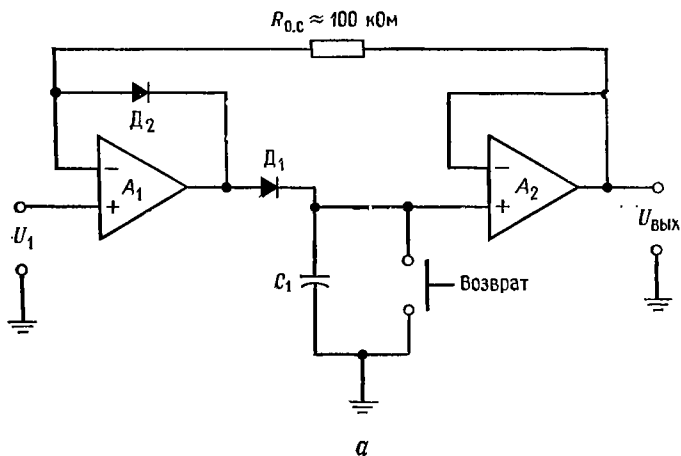 R₀.с ≈ 100 кОм
Д₂
Д₁
−
A₁
+
−
A₂
+
U₁
Uвых
C₁
Возврат
а